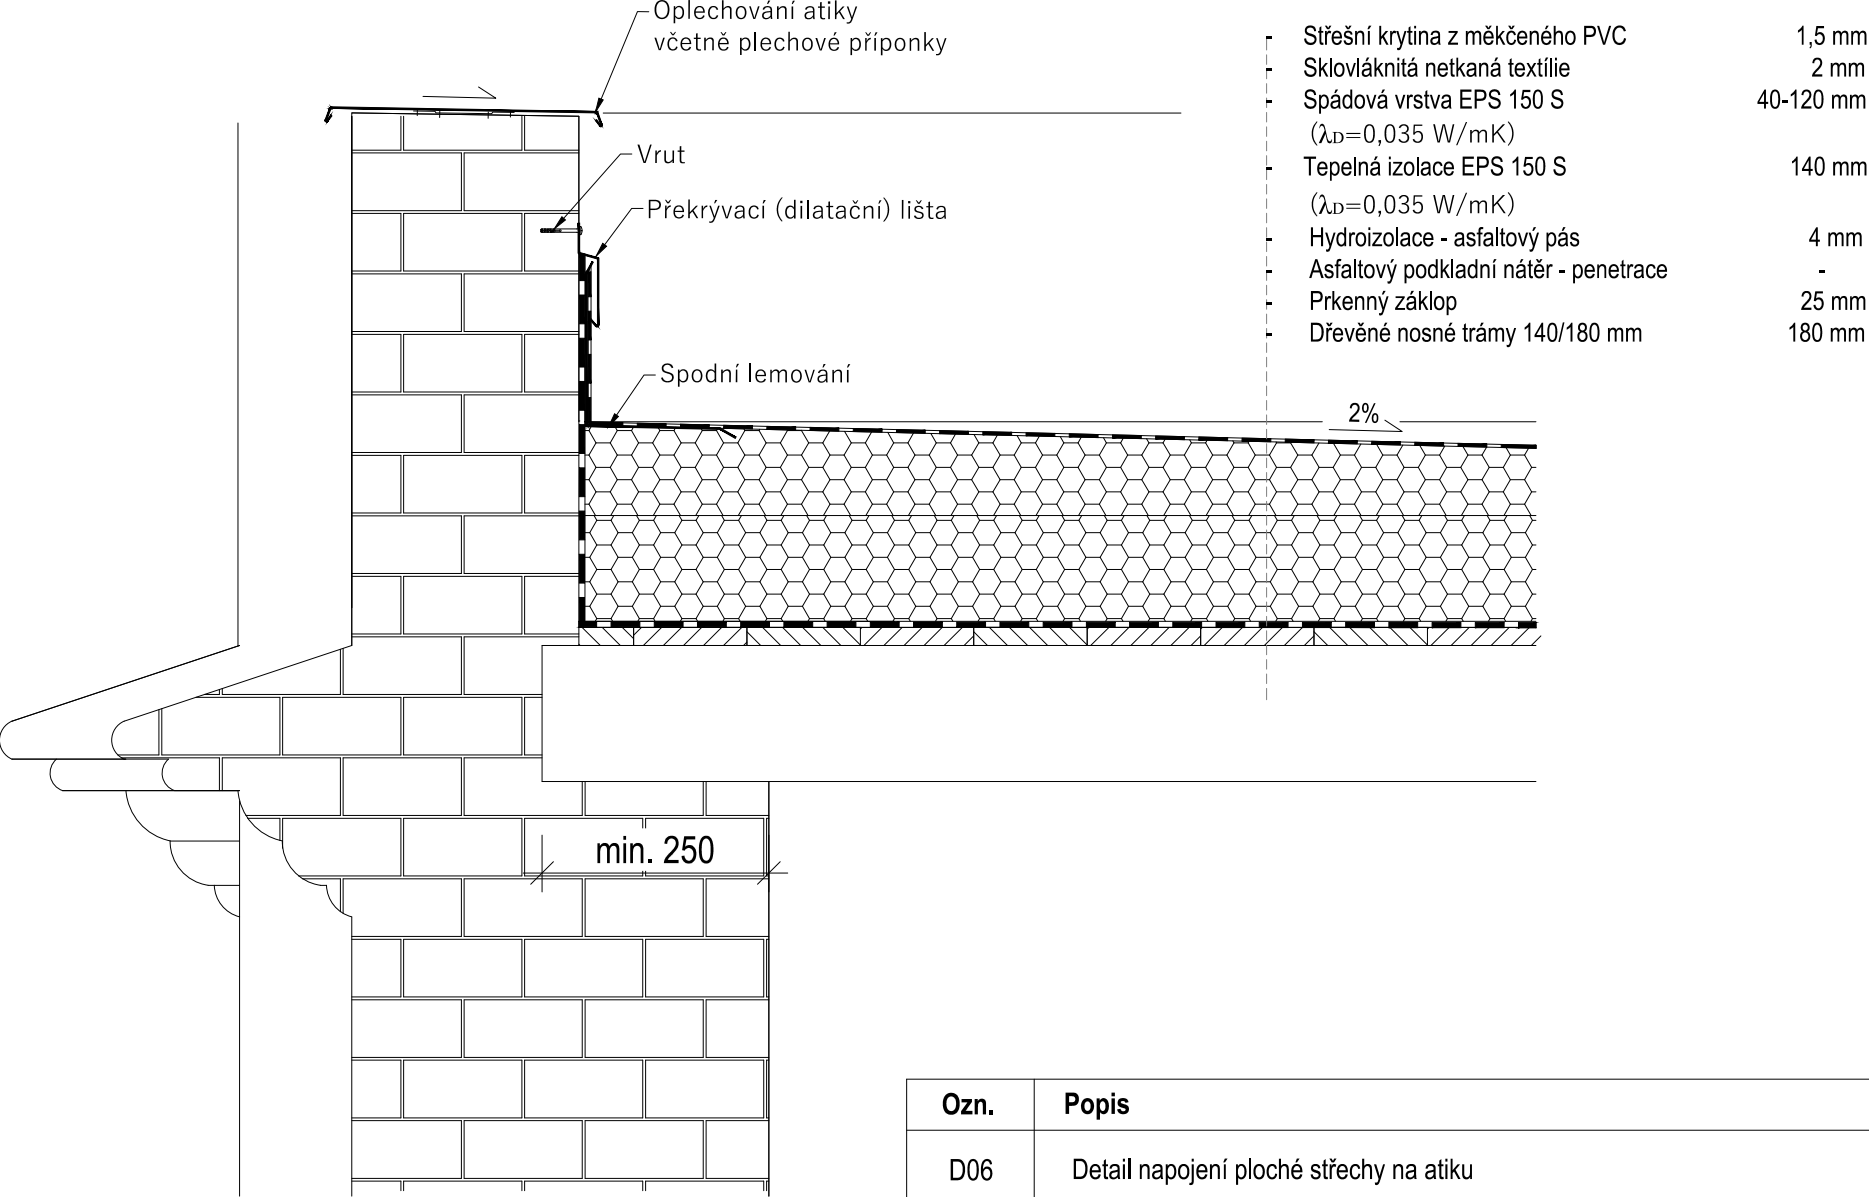 Oplechování atiky
včetně plechové příponky
Vrut
Překrývací (dilatační) lišta
Spodní lemování
- Střešní krytina z měkčeného PVC 1,5 mm
- Sklovláknitá netkaná textílie 2 mm
- Spádová vrstva EPS 150 S 40-120 mm
(λD=0,035 W/mK)
- Tepelná izolace EPS 150 S 140 mm
(λD=0,035 W/mK)
- Hydroizolace - asfaltový pás 4 mm
- Asfaltový podkladní nátěr - penetrace -
- Prkenný záklop 25 mm
- Dřevěné nosné trámy 140/180 mm 180 mm
2%
min. 250
Ozn. Popis
D06 Detail napojení ploché střechy na atiku